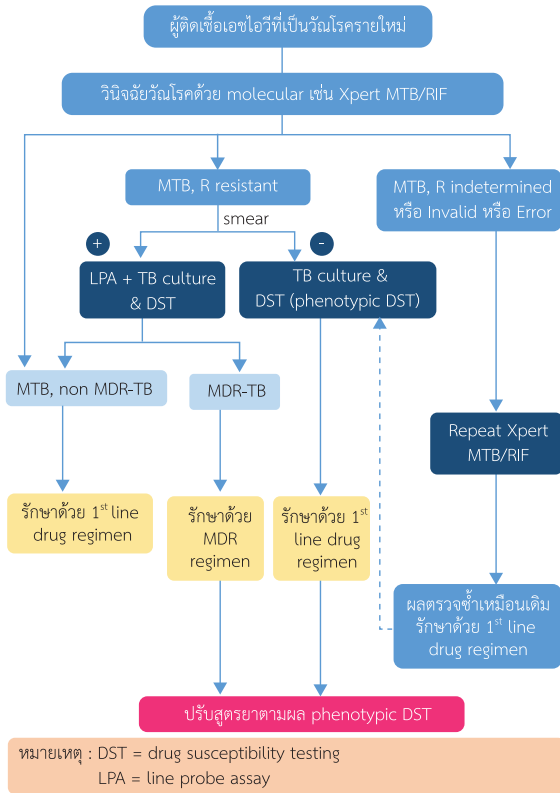 ผู้ติดเชื้อเอชไอวีที่เป็นวัณโรครายใหม่
วินิจฉัยวัณโรคด้วย molecular เช่น Xpert MTB/RIF
MTB, R resistant
MTB, R indetermined
หรือ Invalid หรือ Error
smear
+
-
LPA + TB culture
& DST
TB culture &
DST (phenotypic DST)
MTB, non MDR-TB
MDR-TB
Repeat Xpert
MTB/RIF
รักษาด้วย 1st line
drug regimen
รักษาด้วย
MDR
regimen
รักษาด้วย 1st
line drug
regimen
ผลตรวจซ้ำเหมือนเดิม
รักษาด้วย 1st line
drug regimen
ปรับสูตรยาตามผล phenotypic DST
หมายเหตุ : DST = drug susceptibility testing
LPA = line probe assay